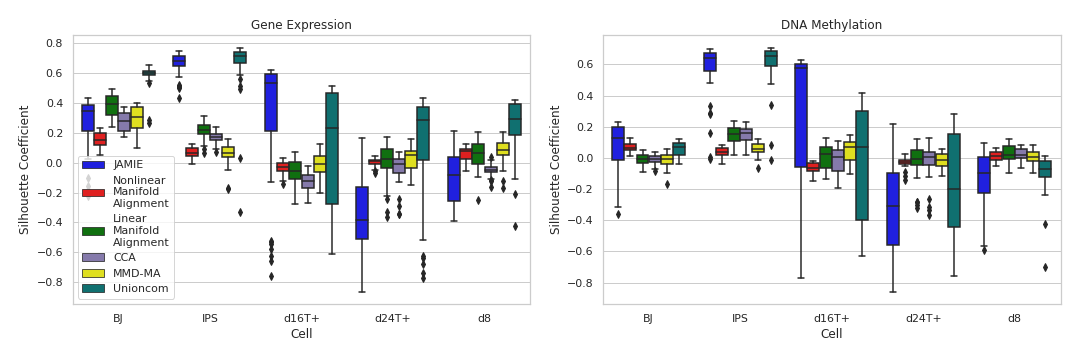 Gene Expression
Silhouette Coefficient
0.8
0.6
0.4
0.2
0.0
−0.2
−0.4
−0.6
−0.8
JAMIE
Nonlinear
Manifold
Alignment
Linear
Manifold
Alignment
CCA
MMD-MA
Unioncom
BJ
IPS
d16T+
d24T+
d8
Cell
DNA Methylation
Silhouette Coefficient
0.6
0.4
0.2
0.0
−0.2
−0.4
−0.6
−0.8
BJ
IPS
d16T+
d24T+
d8
Cell